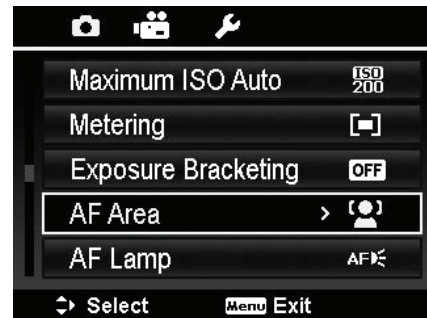 Maximum ISO Auto ISO 200
Metering
Exposure Bracketing OFF
AF Area >
AF Lamp AF
Select Menu Exit